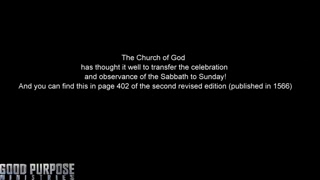 The Church of God
has thought it well to transfer the celebration
and observance of the Sabbath to Sunday!
And you can find this in page 402 of the second revised edition (published in 1566)
GOOD PURPOSE
MINISTRIES